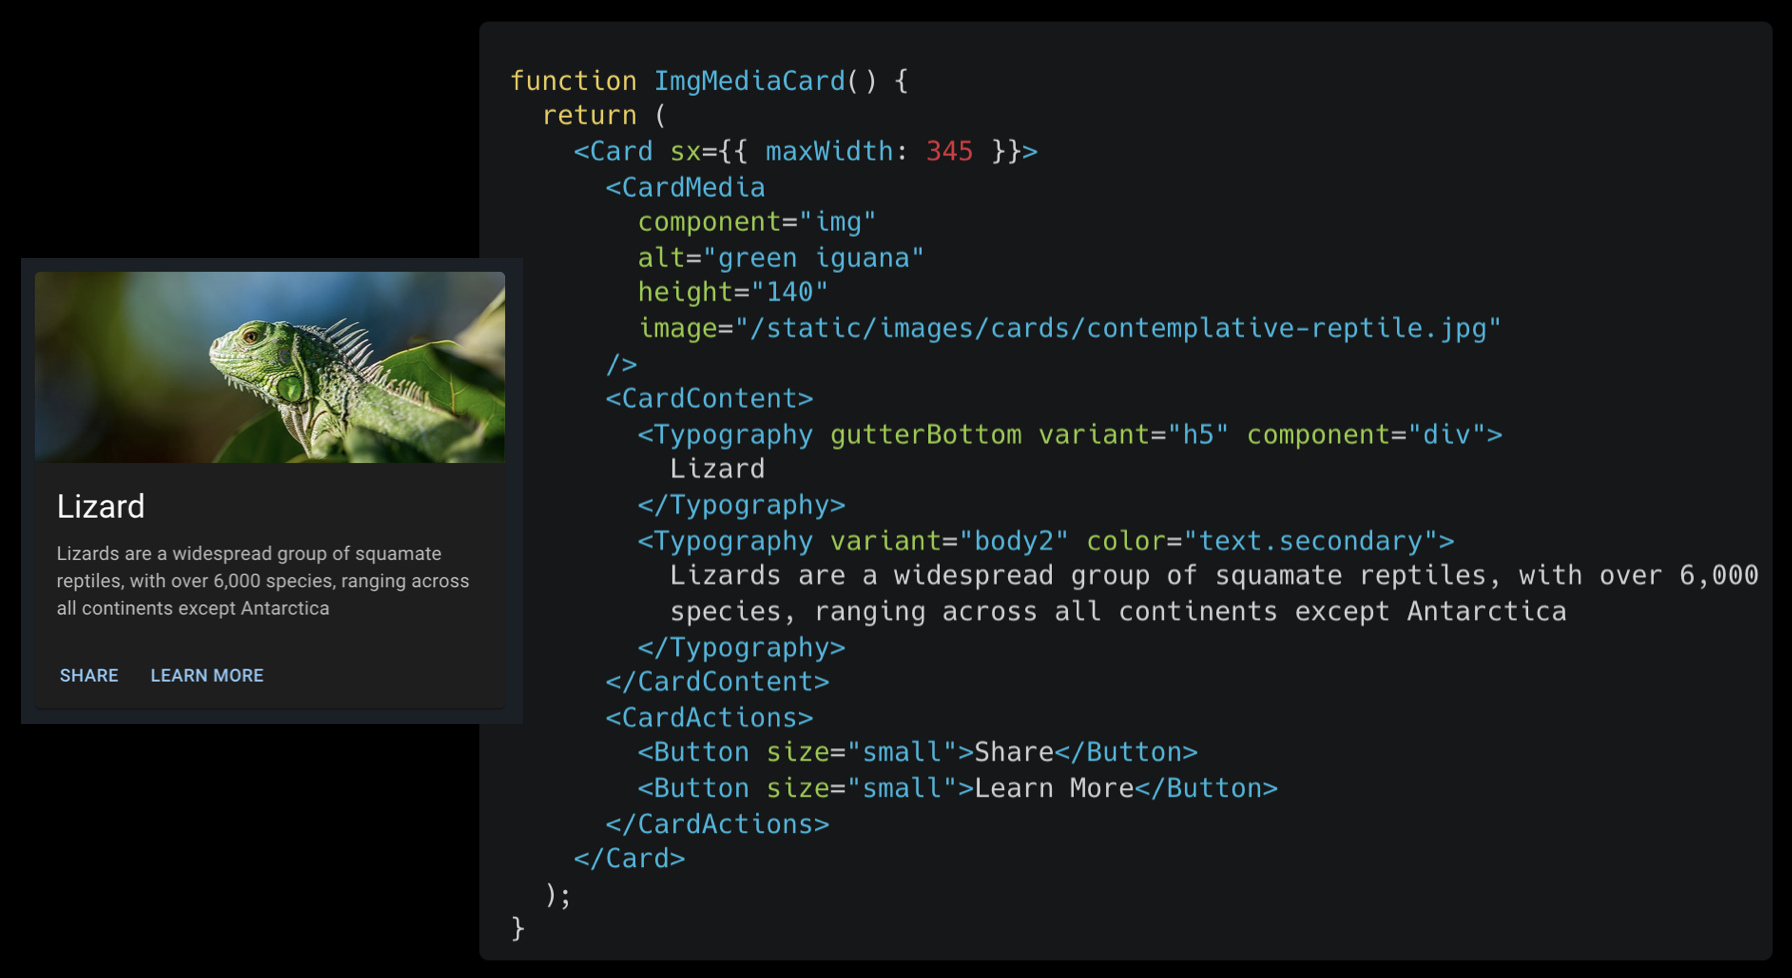 Lizard
Lizards are a widespread group of squamate
reptiles, with over 6,000 species, ranging across
all continents except Antarctica
SHARE LEARN MORE
function ImgMediaCard() {
  return (
    <Card sx={{ maxWidth: 345 }}>
      <CardMedia
        component="img"
        alt="green iguana"
        height="140"
        image="/static/images/cards/contemplative-reptile.jpg"
      />
      <CardContent>
        <Typography gutterBottom variant="h5" component="div">
          Lizard
        </Typography>
        <Typography variant="body2" color="text.secondary">
          Lizards are a widespread group of squamate reptiles, with over 6,000
          species, ranging across all continents except Antarctica
        </Typography>
      </CardContent>
      <CardActions>
        <Button size="small">Share</Button>
        <Button size="small">Learn More</Button>
      </CardActions>
    </Card>
  );
}